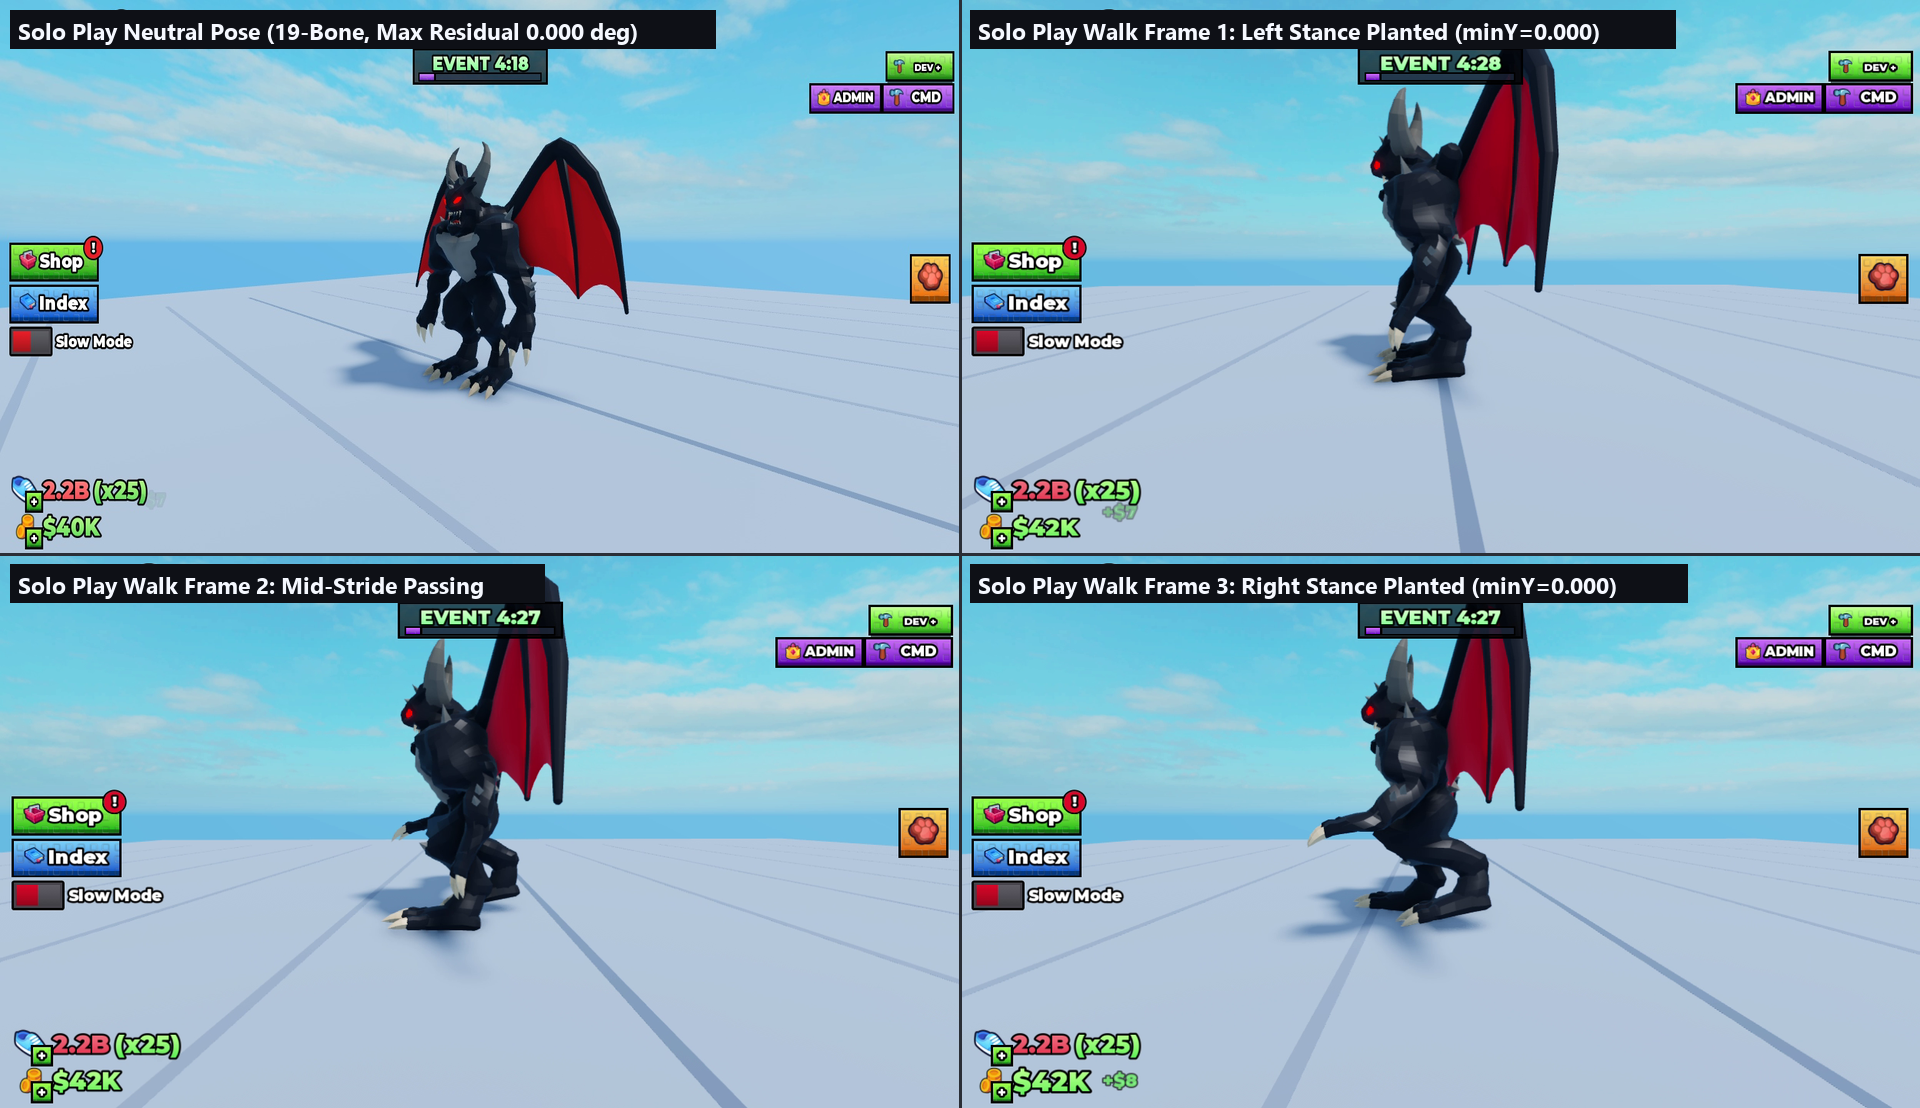 Solo Play Neutral Pose (19-Bone, Max Residual 0.000 deg)
EVENT 4:18
DEV+
ADMIN
CMD
Shop
!
Index
Slow Mode
2.2B (x25)
$40K
Solo Play Walk Frame 1: Left Stance Planted (minY=0.000)
EVENT 4:28
DEV+
ADMIN
CMD
Shop
!
Index
Slow Mode
2.2B (x25)
+$7
$42K
Solo Play Walk Frame 2: Mid-Stride Passing
EVENT 4:27
DEV+
ADMIN
CMD
Shop
!
Index
Slow Mode
2.2B (x25)
$42K
Solo Play Walk Frame 3: Right Stance Planted (minY=0.000)
EVENT 4:27
DEV+
ADMIN
CMD
Shop
!
Index
Slow Mode
2.2B (x25)
$42K +$8